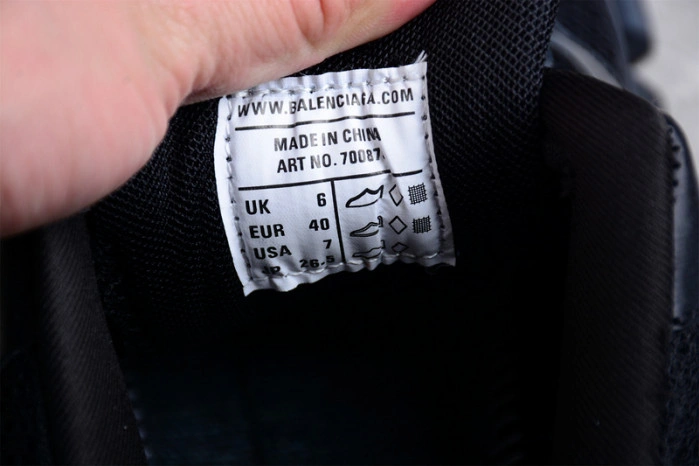 WWW.BALENCIAGA.COM
MADE IN CHINA
ART NO. 70087
UK 6
EUR 40
USA 7
26.5